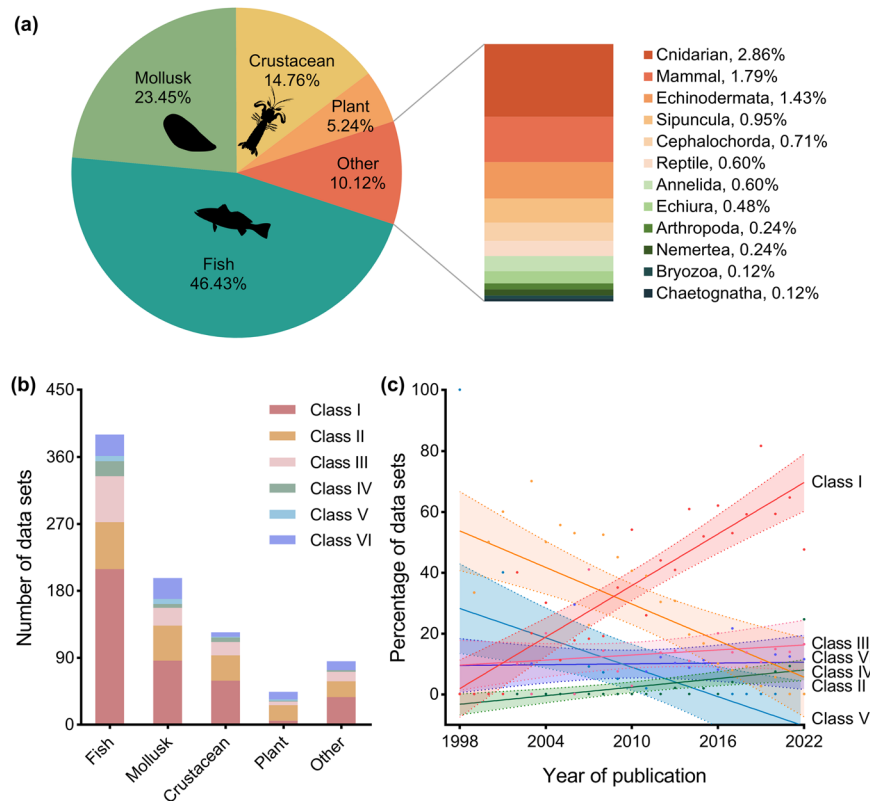 (a)
Crustacean
14.76%
Mollusk
23.45%
Plant
5.24%
Other
10.12%
Fish
46.43%
Cnidarian, 2.86%
Mammal, 1.79%
Echinodermata, 1.43%
Sipuncula, 0.95%
Cephalochorda, 0.71%
Reptile, 0.60%
Annelida, 0.60%
Echiura, 0.48%
Arthropoda, 0.24%
Nemertea, 0.24%
Bryozoa, 0.12%
Chaetognatha, 0.12%
(b)
450
360
270
180
90
0
Number of data sets
Class I
Class II
Class III
Class IV
Class V
Class VI
Fish
Mollusk
Crustacean
Plant
Other
(c)
100
80
60
40
20
0
Percentage of data sets
Class I
Class III
Class V
Class IV
Class II
Class V
1998
2004
2010
2016
2022
Year of publication